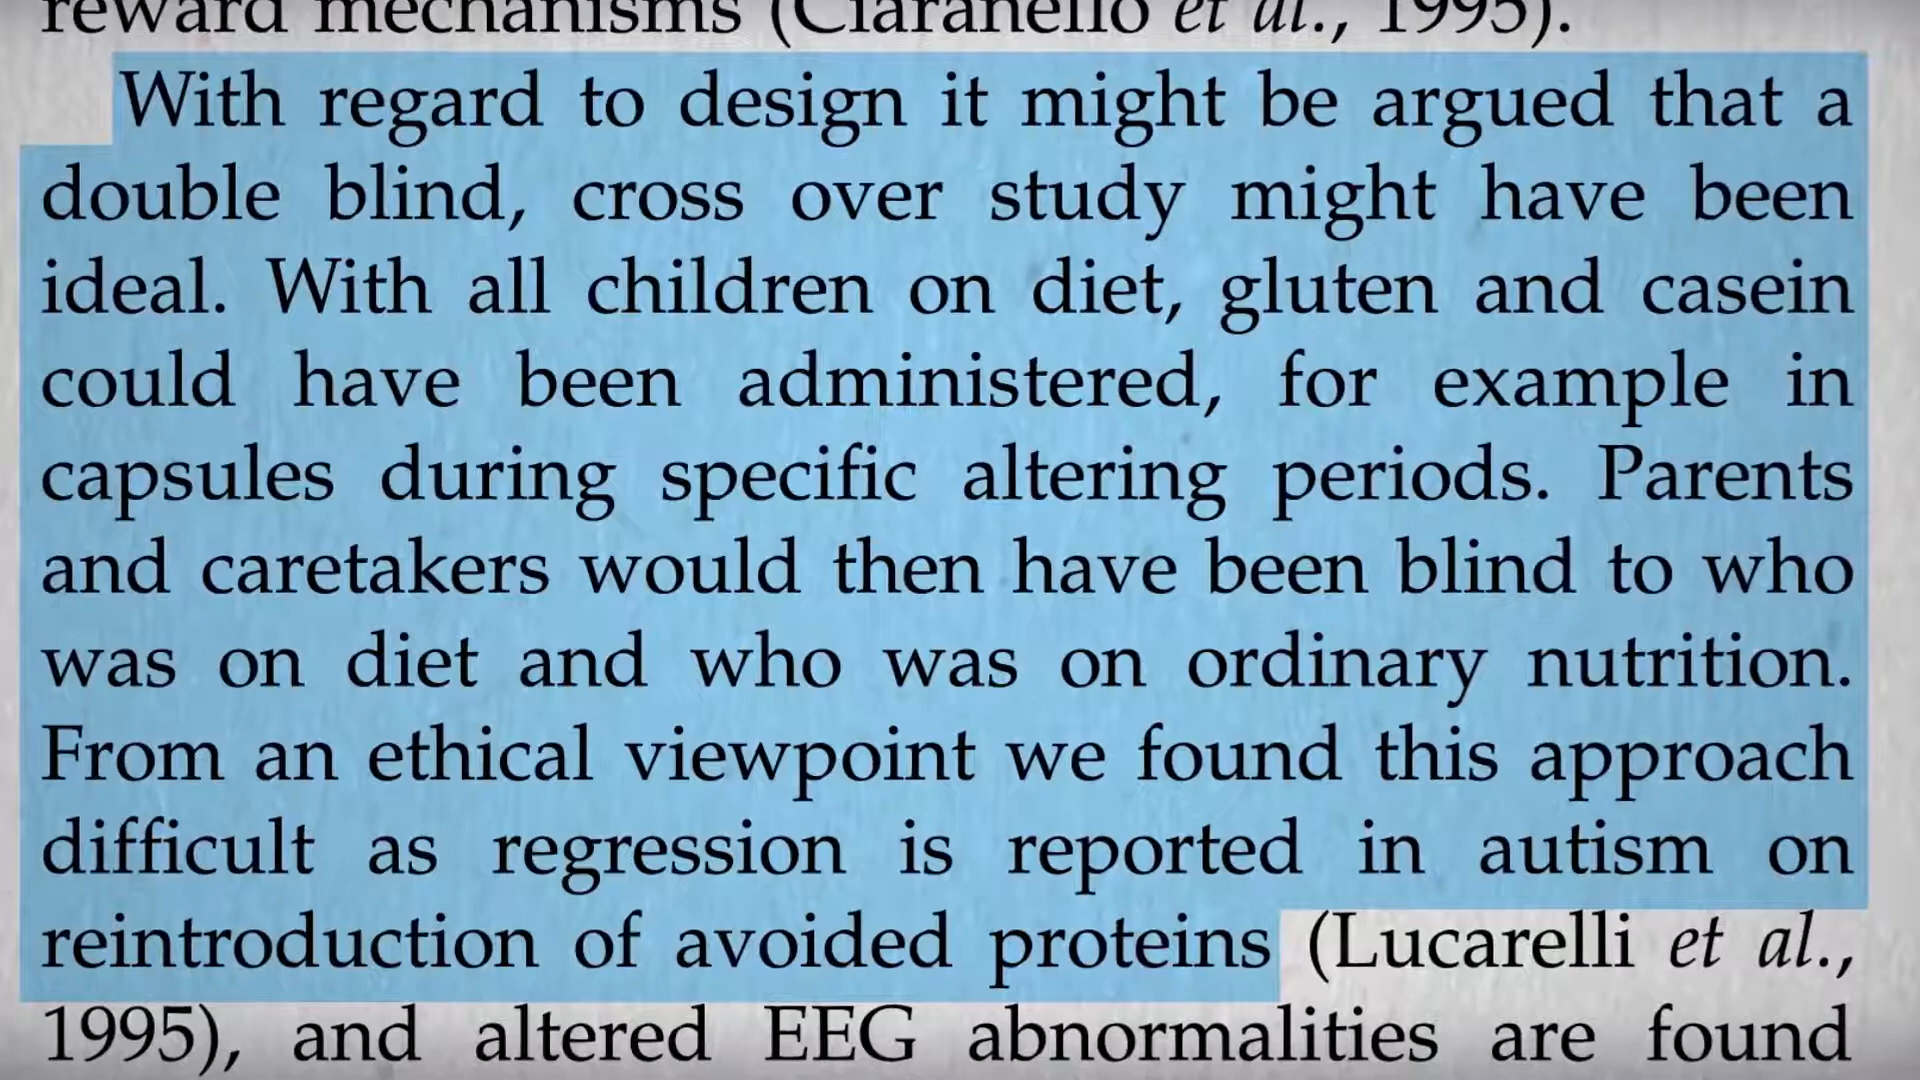 reward mechanisms (Ciaranello et al., 1995).
With regard to design it might be argued that a
double blind, cross over study might have been
ideal. With all children on diet, gluten and casein
could have been administered, for example in
capsules during specific altering periods. Parents
and caretakers would then have been blind to who
was on diet and who was on ordinary nutrition.
From an ethical viewpoint we found this approach
difficult as regression is reported in autism on
reintroduction of avoided proteins (Lucarelli et al.,
1995), and altered EEG abnormalities are found